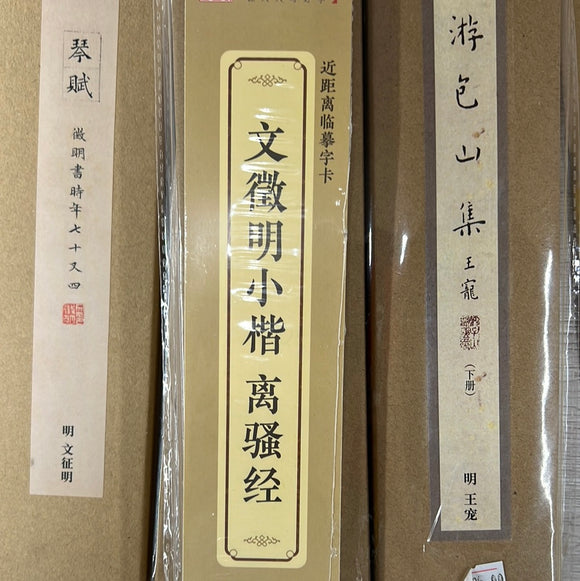 琴賦
徵明書時年七十又四
明 文征明
近距离临摹字卡
文徵明小楷 离骚经
游包山集
王寵
（下册）
明 王宠